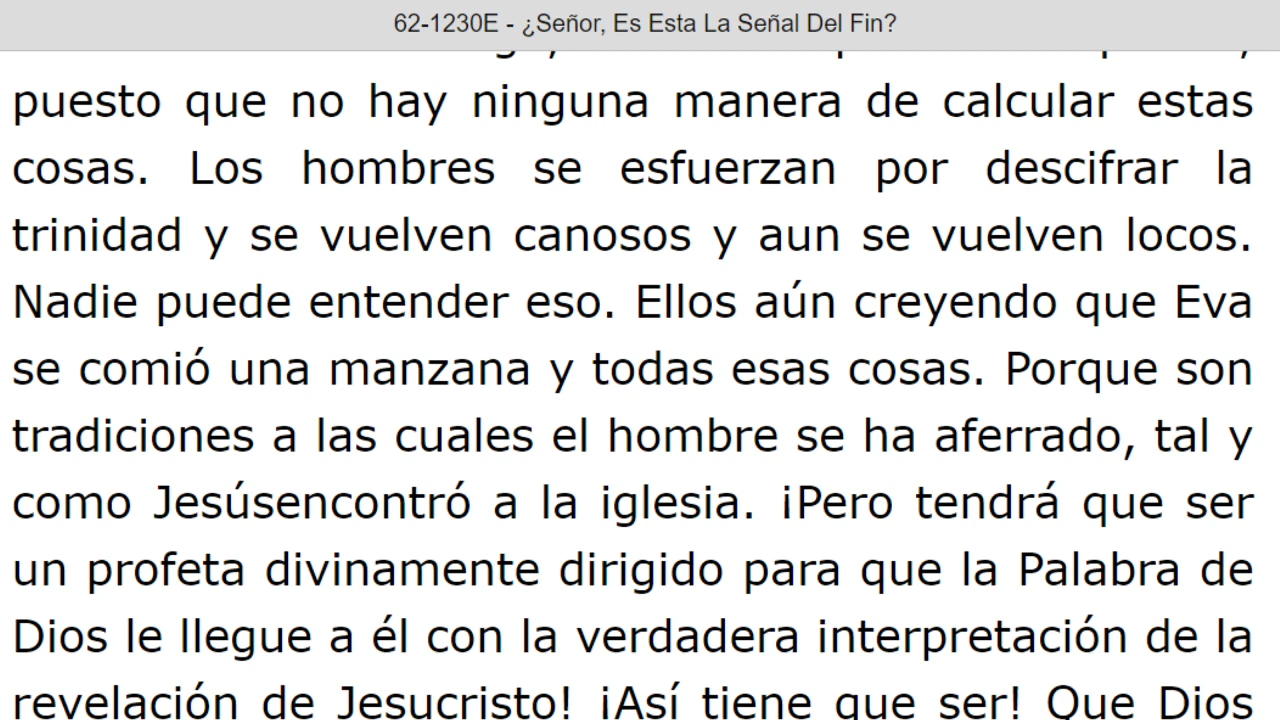 62-1230E - ¿Señor, Es Esta La Señal Del Fin?
puesto que no hay ninguna manera de calcular estas
cosas. Los hombres se esfuerzan por descifrar la
trinidad y se vuelven canosos y aun se vuelven locos.
Nadie puede entender eso. Ellos aún creyendo que Eva
se comió una manzana y todas esas cosas. Porque son
tradiciones a las cuales el hombre se ha aferrado, tal y
como Jesúsencontró a la iglesia. ¡Pero tendrá que ser
un profeta divinamente dirigido para que la Palabra de
Dios le llegue a él con la verdadera interpretación de la
revelación de Jesucristo! ¡Así tiene que ser! Que Dios